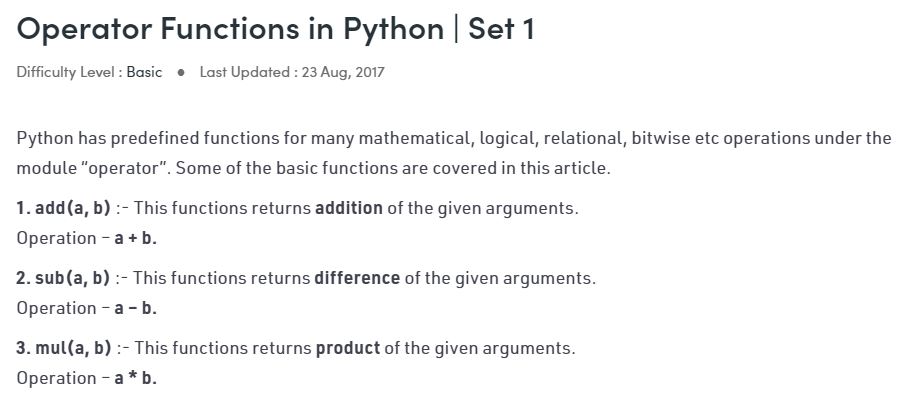 Operator Functions in Python | Set 1
Difficulty Level : Basic ● Last Updated : 23 Aug, 2017
Python has predefined functions for many mathematical, logical, relational, bitwise etc operations under the
module “operator”. Some of the basic functions are covered in this article.
1. add(a, b) :- This functions returns addition of the given arguments.
Operation – a + b.
2. sub(a, b) :- This functions returns difference of the given arguments.
Operation – a – b.
3. mul(a, b) :- This functions returns product of the given arguments.
Operation – a * b.